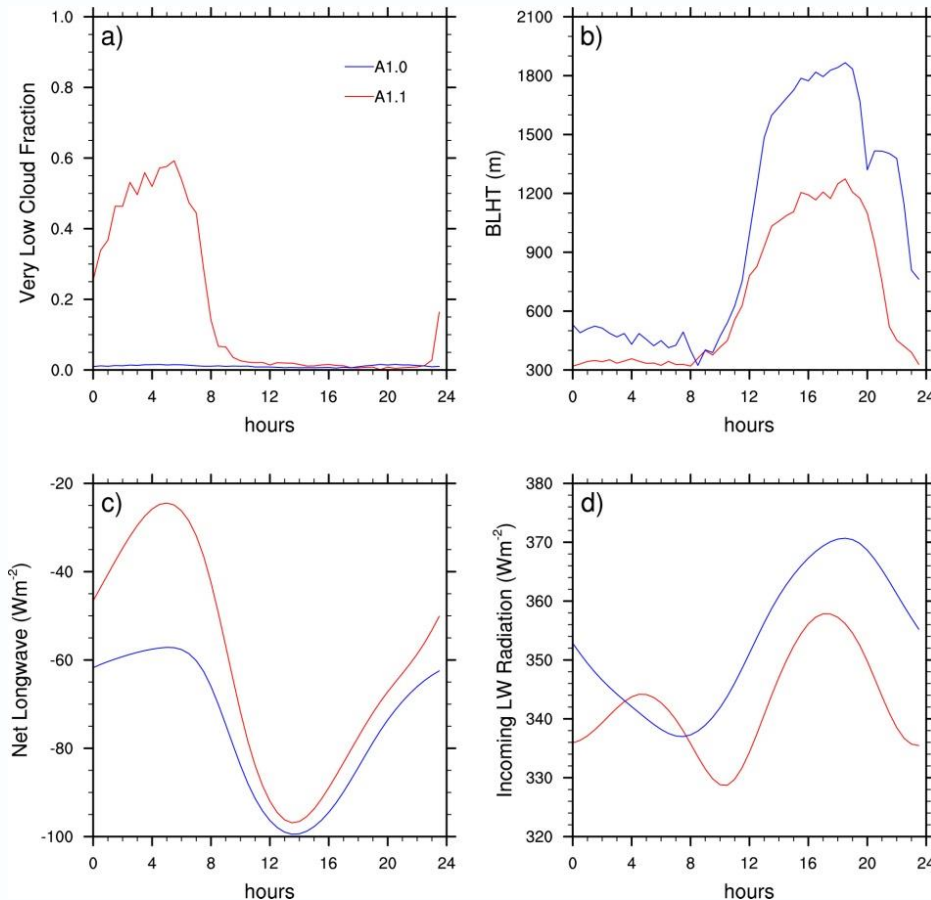 a)
A1.0
A1.1
Very Low Cloud Fraction
1.0
0.8
0.6
0.4
0.2
0.0
0 4 8 12 16 20 24
hours
b)
BLHT (m)
2100
1800
1500
1200
900
600
300
0 4 8 12 16 20 24
hours
c)
Net Longwave (Wm-2)
-20
-40
-60
-80
-100
0 4 8 12 16 20 24
hours
d)
Incoming LW Radiation (Wm-2)
380
370
360
350
340
330
320
0 4 8 12 16 20 24
hours